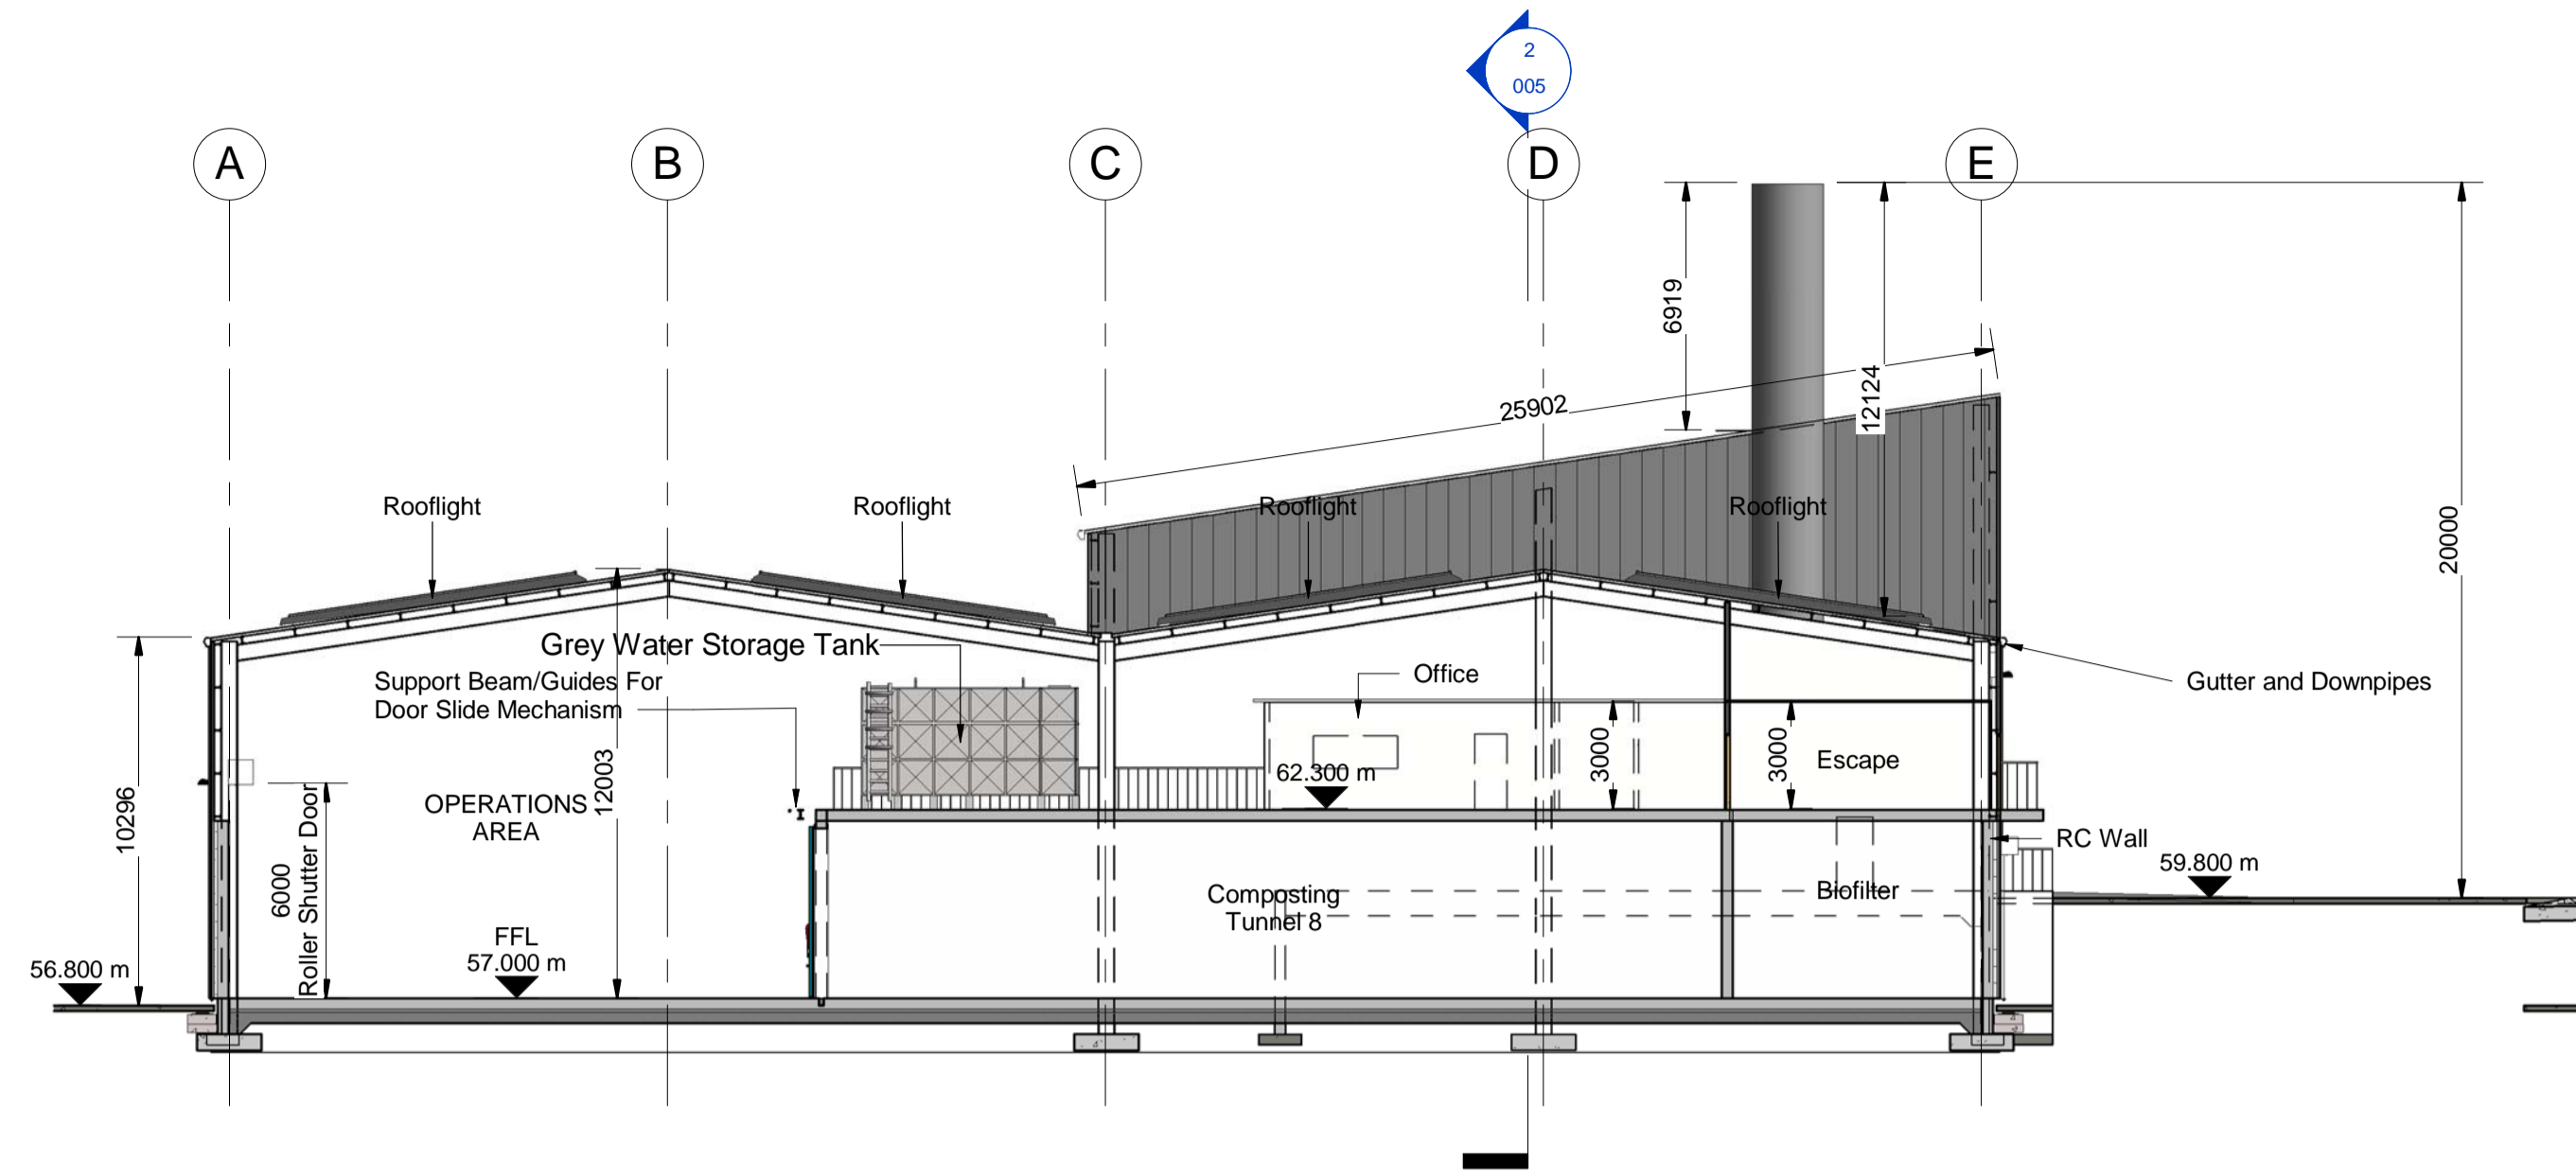 2
005
A
B
C
D
E
6919
12124
25902
20000
Rooflight
Rooflight
Rooflight
Rooflight
Grey Water Storage Tank
Support Beam/Guides For
Door Slide Mechanism
Office
Gutter and Downpipes
10296
12003
6000
Roller Shutter Door
OPERATIONS
AREA
62.300 m
3000
3000
Escape
RC Wall
59.800 m
Composting
Tunnel 8
Biofilter
FFL
57.000 m
56.800 m